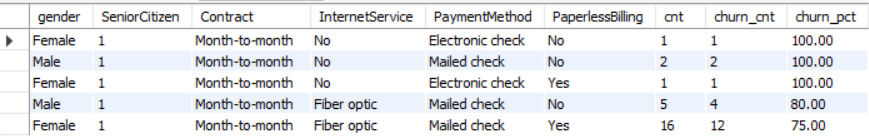 gender SeniorCitizen Contract InternetService PaymentMethod PaperlessBilling cnt churn_cnt churn_pct
Female 1 Month-to-month No Electronic check No 1 1 100.00
Male 1 Month-to-month No Mailed check No 2 2 100.00
Female 1 Month-to-month No Electronic check Yes 1 1 100.00
Male 1 Month-to-month Fiber optic Mailed check No 5 4 80.00
Female 1 Month-to-month Fiber optic Mailed check Yes 16 12 75.00